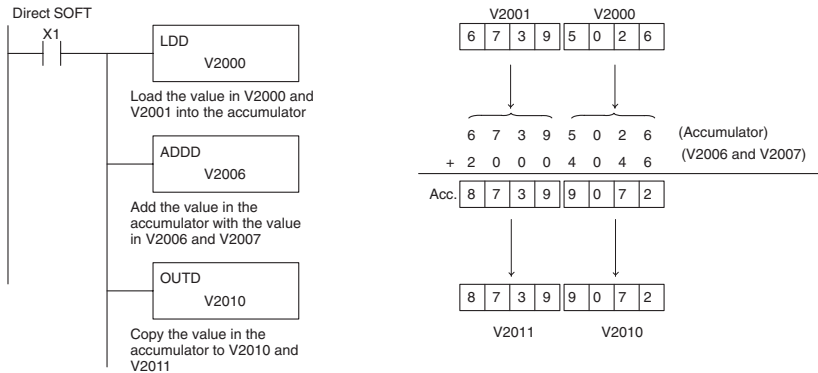 Direct SOFT
X1
LDD
V2000
Load the value in V2000 and
V2001 into the accumulator
ADDD
V2006
Add the value in the
accumulator with the value
in V2006 and V2007
OUTD
V2010
Copy the value in the
accumulator to V2010 and
V2011
V2001 V2000
6 7 3 9 5 0 2 6
6 7 3 9 5 0 2 6 (Accumulator)
+ 2 0 0 0 4 0 4 6 (V2006 and V2007)
Acc. 8 7 3 9 9 0 7 2
8 7 3 9 9 0 7 2
V2011 V2010